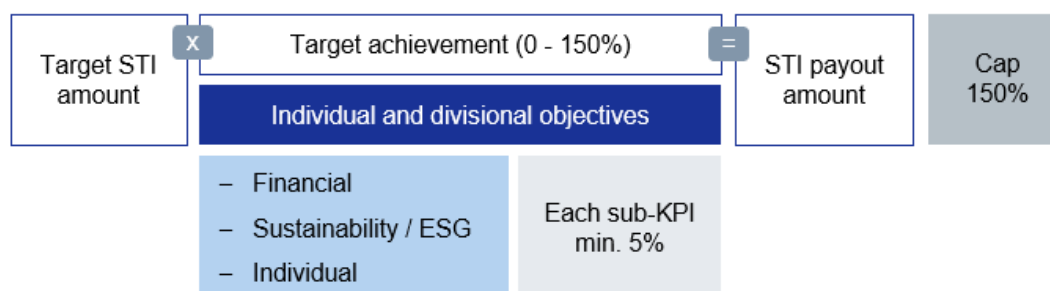 Target STI
amount
x
Target achievement (0 - 150%)
=
STI payout
amount
Cap
150%
Individual and divisional objectives
– Financial
– Sustainability / ESG
– Individual
Each sub-KPI
min. 5%